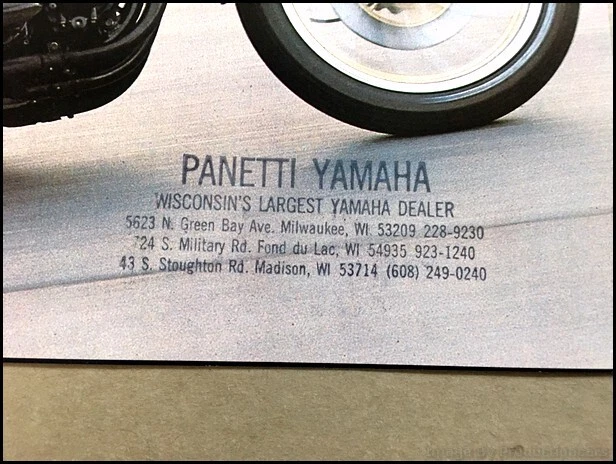 PANETTI YAMAHA
WISCONSIN'S LARGEST YAMAHA DEALER
5623 N. Green Bay Ave. Milwaukee, WI 53209 228-9230
724 S. Military Rd. Fond du Lac, WI 54935 923-1240
43 S. Stoughton Rd. Madison, WI 53714 (608) 249-0240